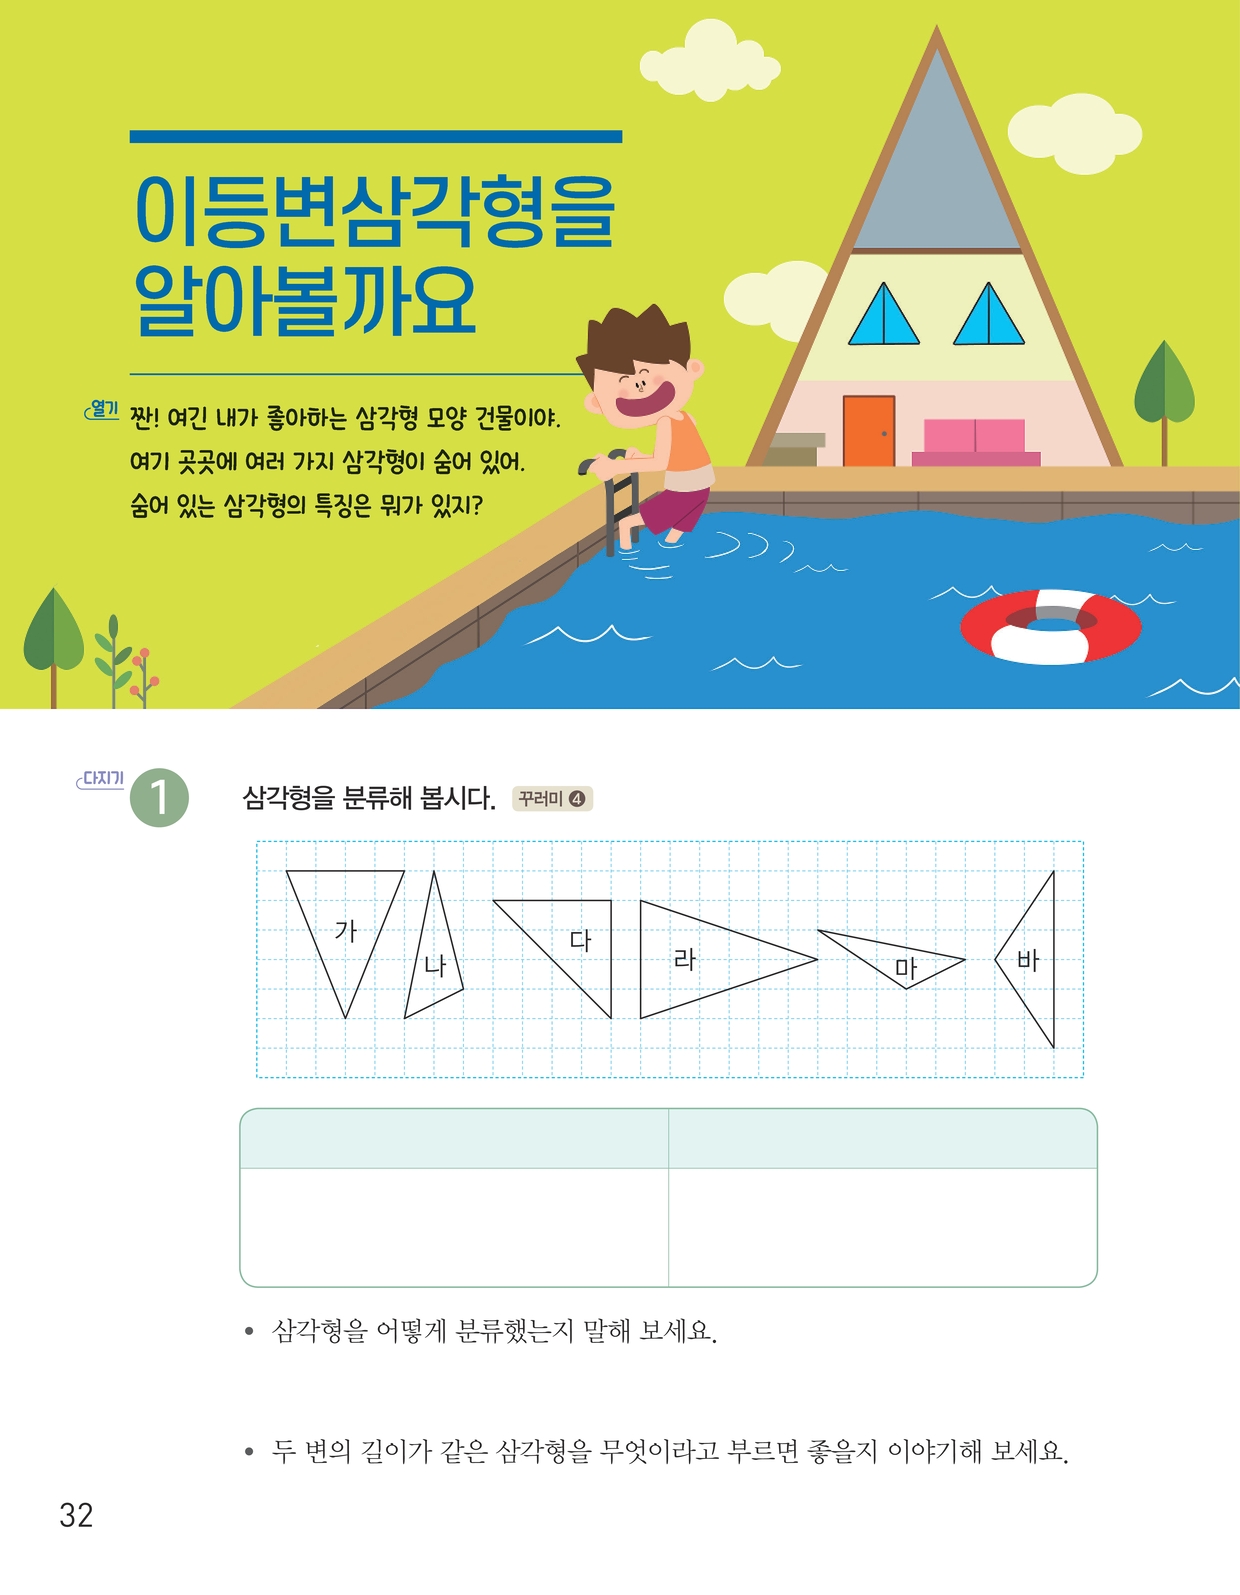 이등변삼각형을
알아볼까요
열기
짠! 여긴 내가 좋아하는 삼각형 모양 건물이야.
여기 곳곳에 여러 가지 삼각형이 숨어 있어.
숨어 있는 삼각형의 특징은 뭐가 있지?
다지기
1 삼각형을 분류해 봅시다. 꾸러미 4
가 나 다 라 마 바
• 삼각형을 어떻게 분류했는지 말해 보세요.
• 두 변의 길이가 같은 삼각형을 무엇이라고 부르면 좋을지 이야기해 보세요.
32